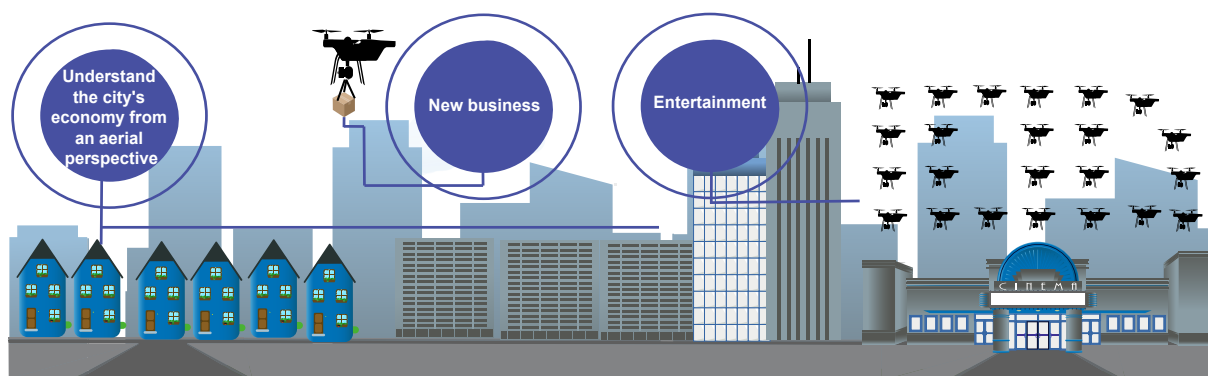 Understand
the city's
economy from
an aerial
perspective
New business
Entertainment
CINEMA